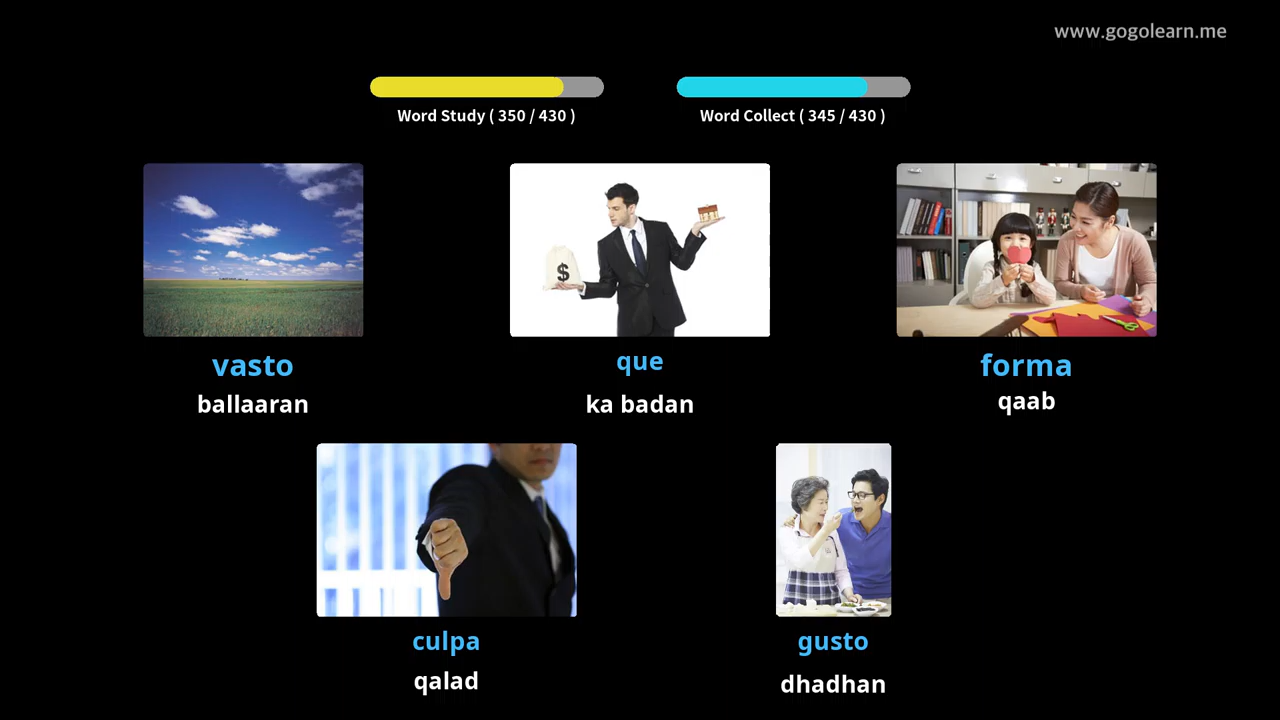 www.gogolearn.me
Word Study ( 350 / 430 )
Word Collect ( 345 / 430 )
vasto
ballaaran
que
ka badan
forma
qaab
$
culpa
qalad
gusto
dhadhan